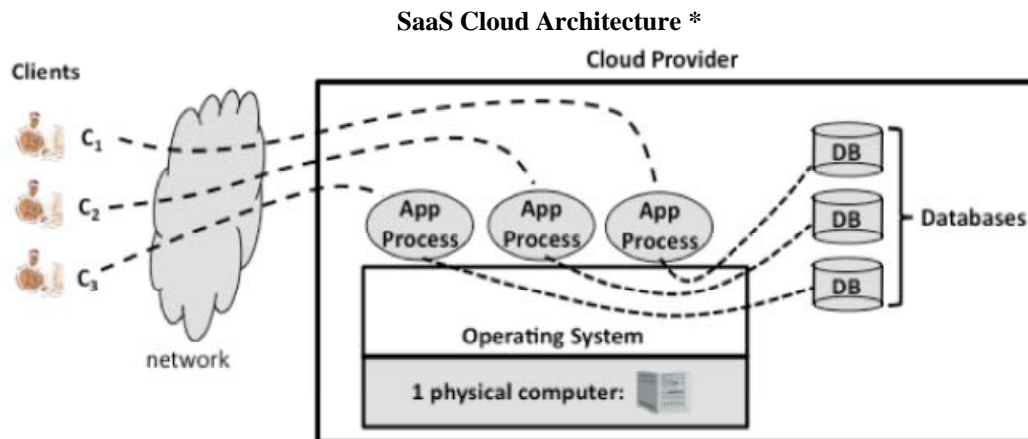 SaaS Cloud Architecture *
Cloud Provider
Clients
C₁
C₂
C₃
network
App
Process
App
Process
App
Process
DB
DB
DB
Databases
Operating System
1 physical computer: